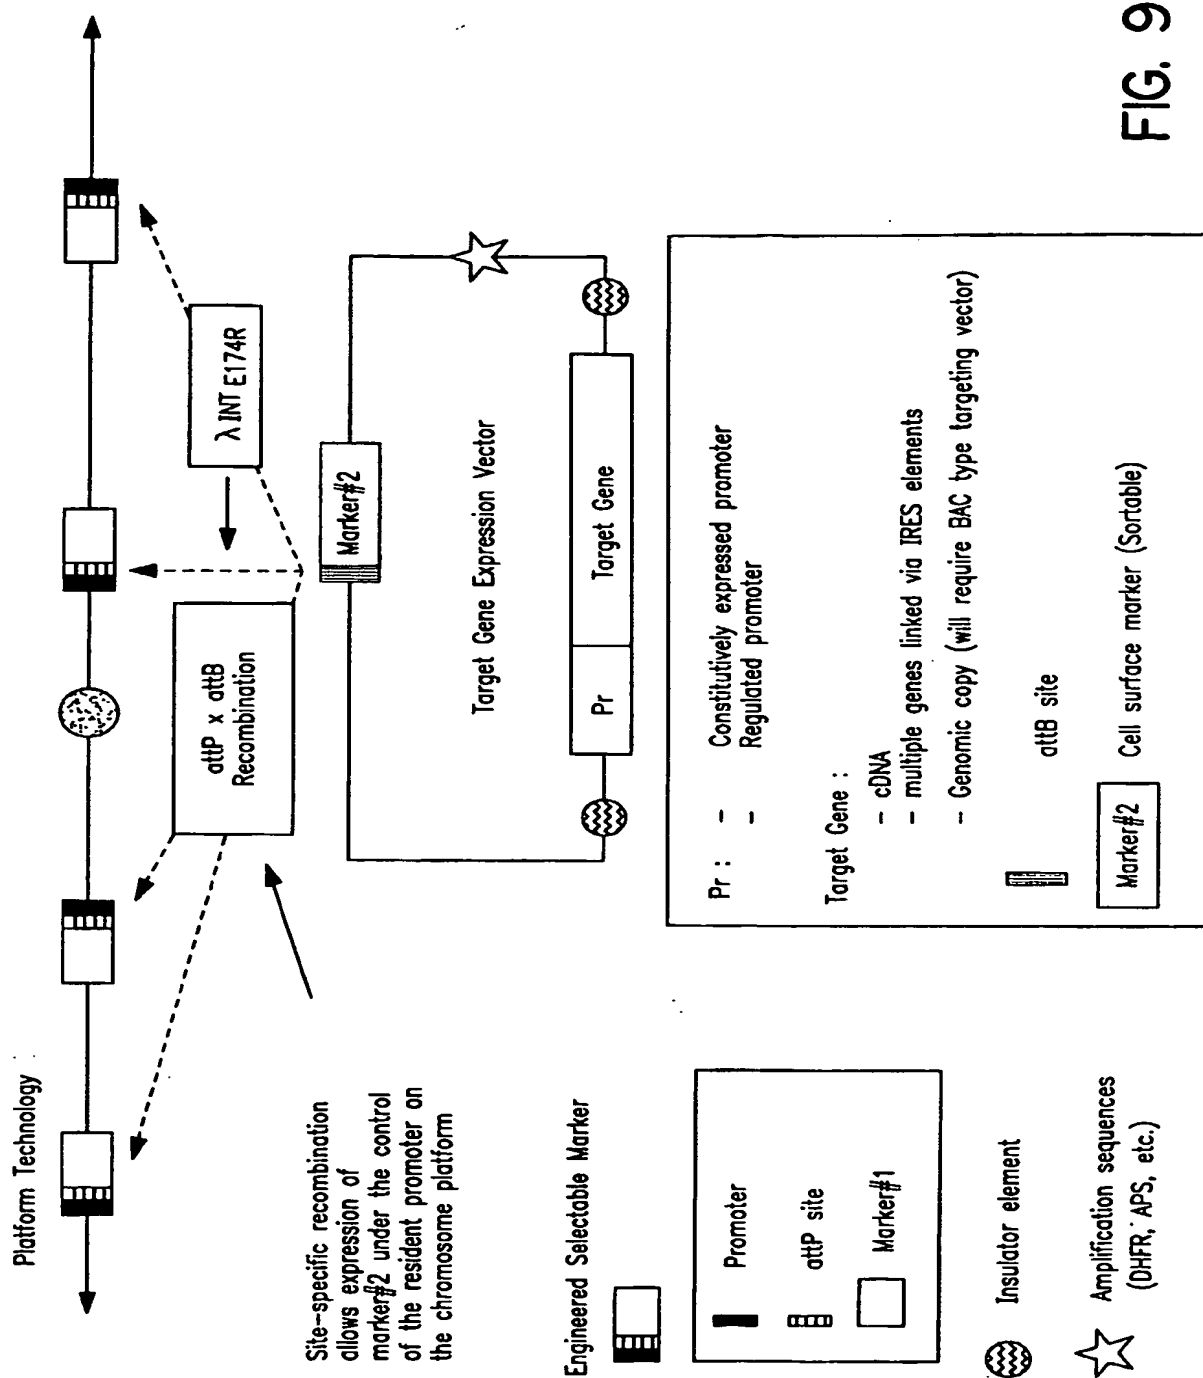 Platform Technology
attP x attB
Recombination
λ INT E174R
Site-specific recombination
allows expression of
marker#2 under the control
of the resident promoter on
the chromosome platform
Marker#2
Target Gene Expression Vector
Pr
Target Gene
Engineered Selectable Marker
Promoter
attP site
Marker#1
Insulator element
Amplification sequences
(DHFR, APS, etc.)
Pr : - Constitutively expressed promoter
- Regulated promoter
Target Gene :
- cDNA
- multiple genes linked via IRES elements
- Genomic copy (will require BAC type targeting vector)
attB site
Marker#2 Cell surface marker (Sortable)
FIG. 9